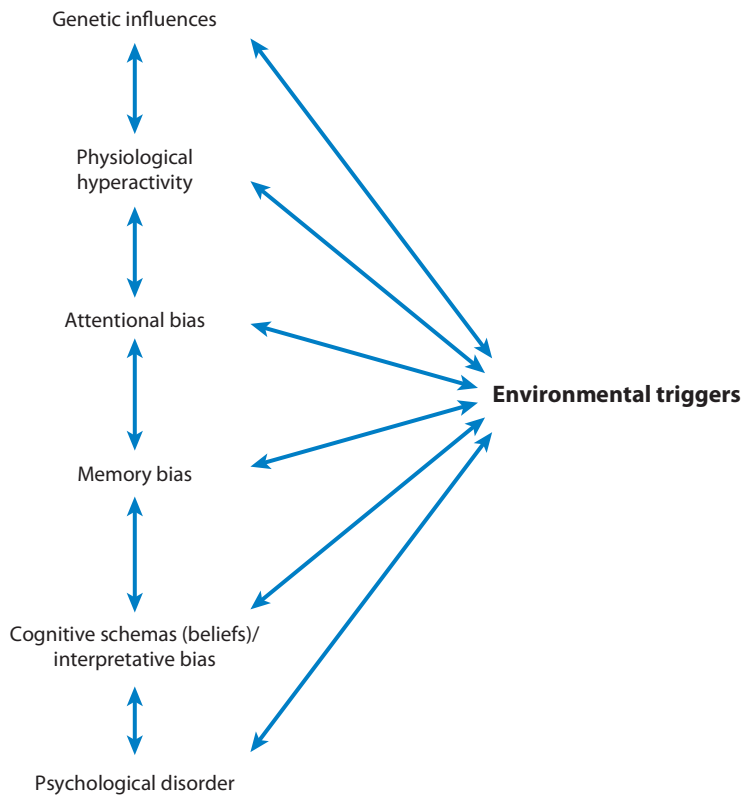 Genetic influences
Physiological
hyperactivity
Attentional bias
Environmental triggers
Memory bias
Cognitive schemas (beliefs)/
interpretative bias
Psychological disorder